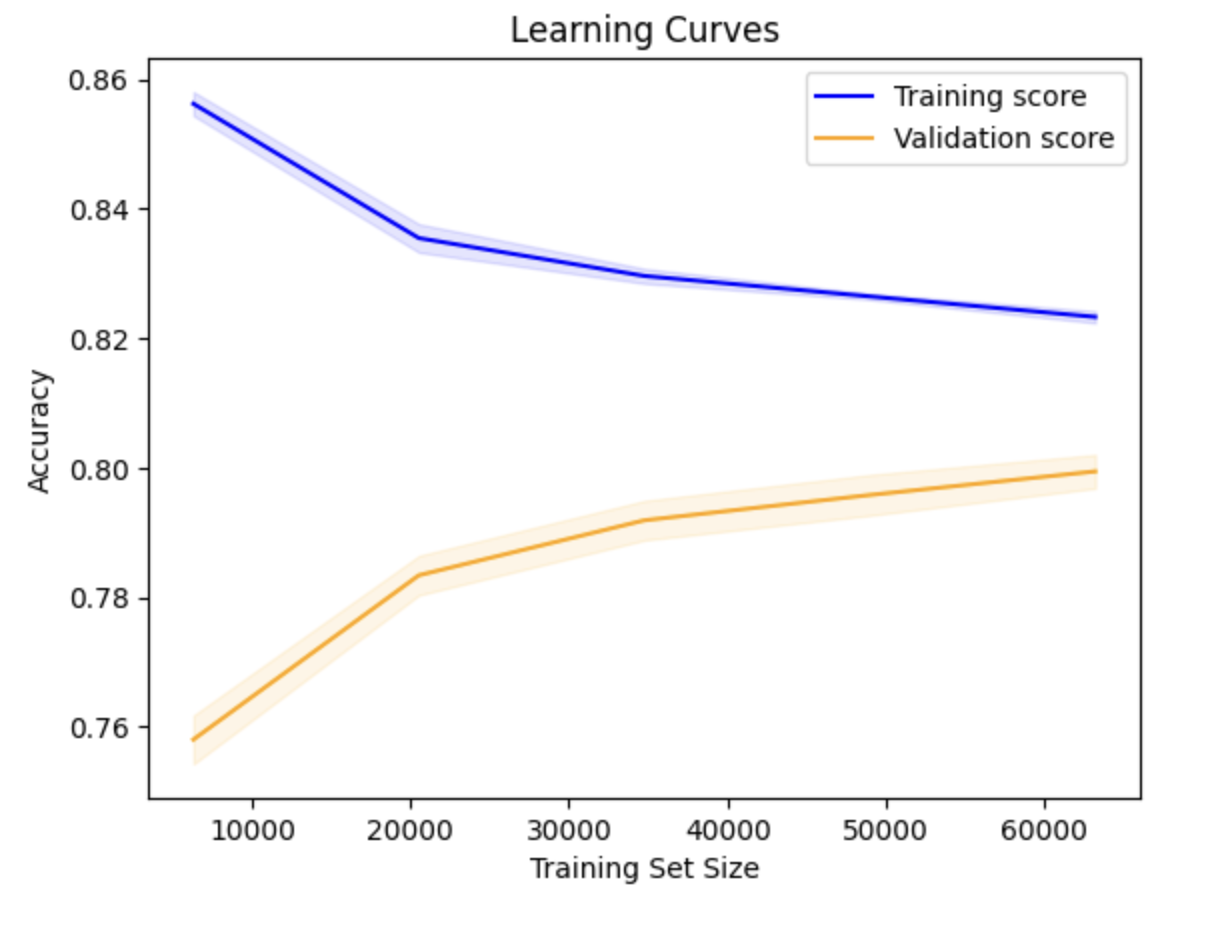 Learning Curves
Training score
Validation score
0.86
0.84
0.82
0.80
0.78
0.76
Accuracy
10000 20000 30000 40000 50000 60000
Training Set Size